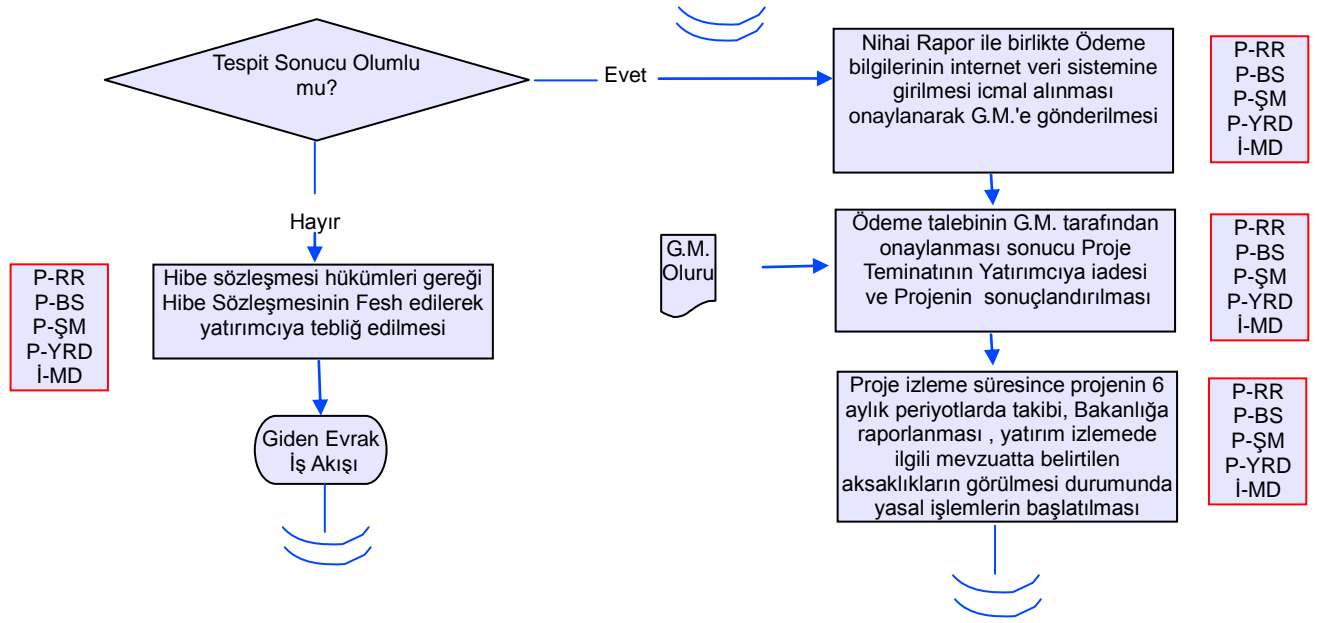 Tespit Sonucu Olumlu
mu?
Evet
Nihai Rapor ile birlikte Ödeme
bilgilerinin internet veri sistemine
girilmesi icmal alınması
onaylanarak G.M.'e gönderilmesi
P-RR
P-BS
P-ŞM
P-YRD
İ-MD
Hayır
G.M.
Oluru
Ödeme talebinin G.M. tarafından
onaylanması sonucu Proje
Teminatının Yatırımcıya iadesi
ve Projenin sonuçlandırılması
P-RR
P-BS
P-ŞM
P-YRD
İ-MD
P-RR
P-BS
P-ŞM
P-YRD
İ-MD
Hibe sözleşmesi hükümleri gereği
Hibe Sözleşmesinin Fesh edilerek
yatırımcıya tebliğ edilmesi
Proje izleme süresince projenin 6
aylık periyotlarda takibi, Bakanlığa
raporlanması , yatırım izlemede
ilgili mevzuatta belirtilen
aksaklıkların görülmesi durumunda
yasal işlemlerin başlatılması
P-RR
P-BS
P-ŞM
P-YRD
İ-MD
Giden Evrak
İş Akışı